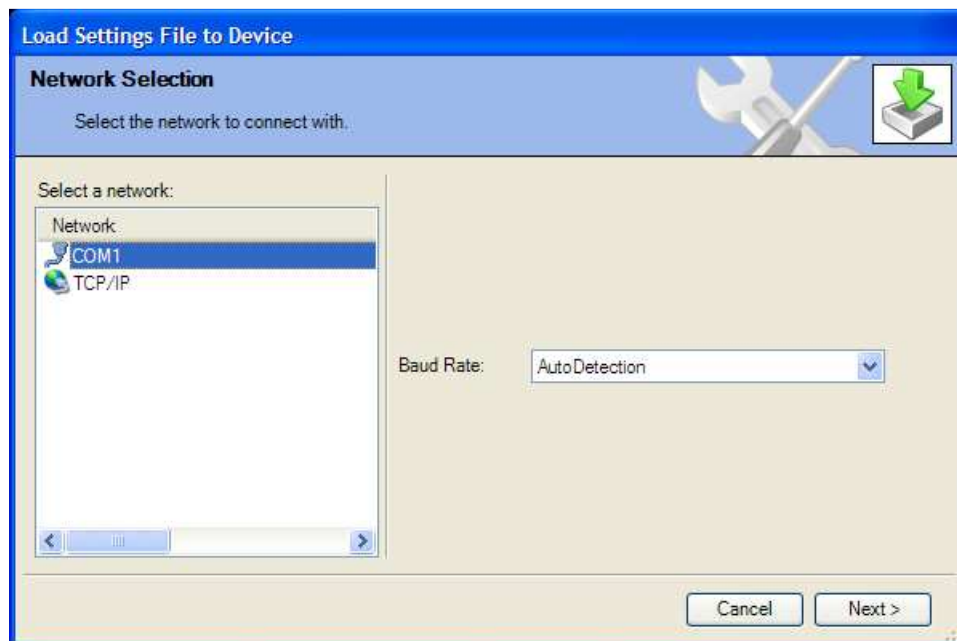 Load Settings File to Device
Network Selection
Select the network to connect with.
Select a network:
Network
COM1
TCP/IP
Baud Rate:
AutoDetection
Cancel
Next >